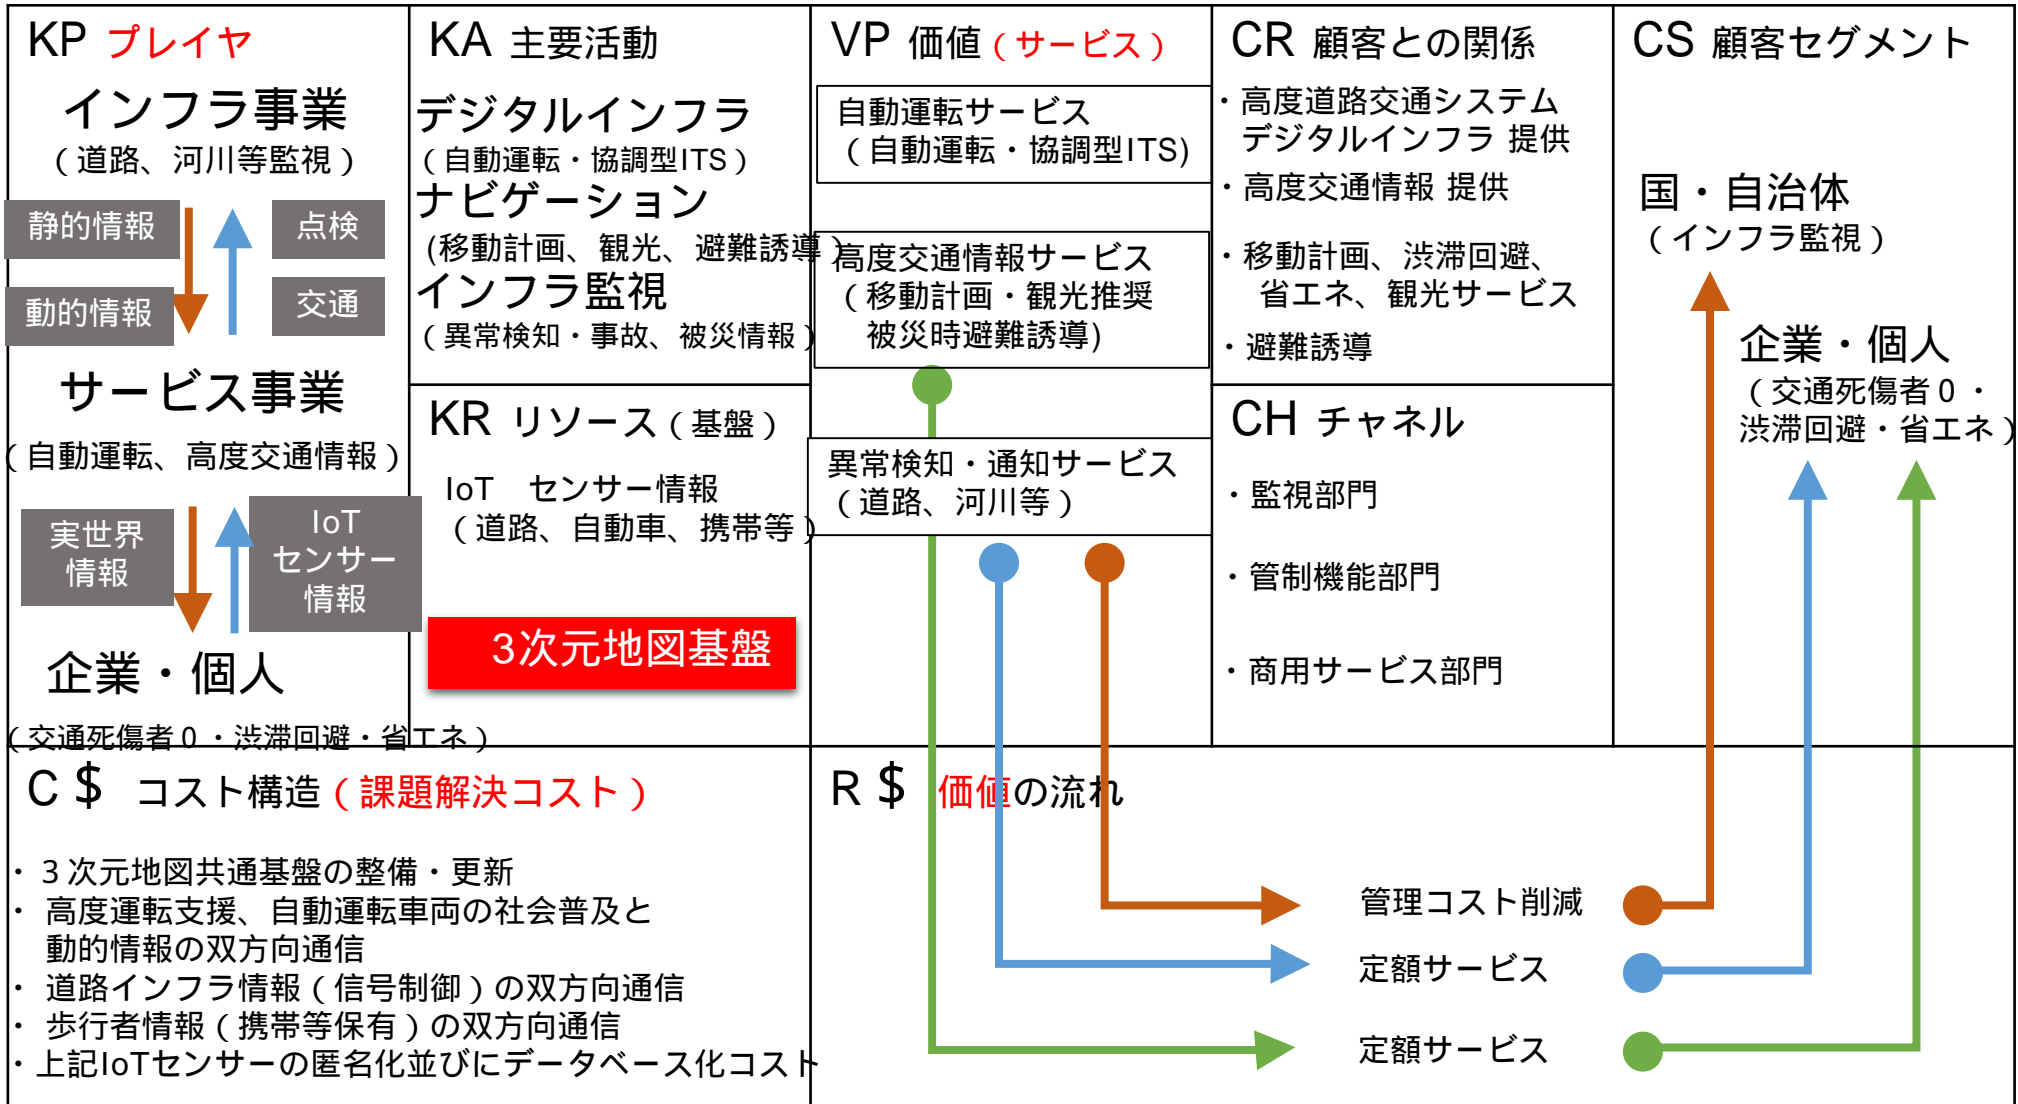 KP プレイヤ
インフラ事業
（道路、河川等監視）
静的情報
点検
動的情報
交通
サービス事業
（自動運転、高度交通情報）
実世界
情報
IoT
センサー
情報
企業・個人
（交通死傷者０・渋滞回避・省エネ）
KA 主要活動
デジタルインフラ
（自動運転・協調型ITS）
ナビゲーション
(移動計画、観光、避難誘導）
インフラ監視
（異常検知・事故、被災情報）
KR リソース（基盤）
IoT　センサー情報
（道路、自動車、携帯等）
3次元地図基盤
VP 価値（サービス）
自動運転サービス
（自動運転・協調型ITS)
高度交通情報サービス
（移動計画・観光推奨
被災時避難誘導)
異常検知・通知サービス
（道路、河川等）
CR 顧客との関係
・高度道路交通システム
デジタルインフラ 提供
・高度交通情報 提供
・移動計画、渋滞回避、
省エネ、観光サービス
・避難誘導
CH チャネル
・監視部門
・管制機能部門
・商用サービス部門
CS 顧客セグメント
国・自治体
（インフラ監視）
企業・個人
（交通死傷者０・
渋滞回避・省エネ）
C＄ コスト構造（課題解決コスト）
・３次元地図共通基盤の整備・更新
・ 高度運転支援、自動運転車両の社会普及と
動的情報の双方向通信
・ 道路インフラ情報（信号制御）の双方向通信
・ 歩行者情報（携帯等保有）の双方向通信
・上記IoTセンサーの匿名化並びにデータベース化コスト
R＄ 価値の流れ
管理コスト削減
定額サービス
定額サービス